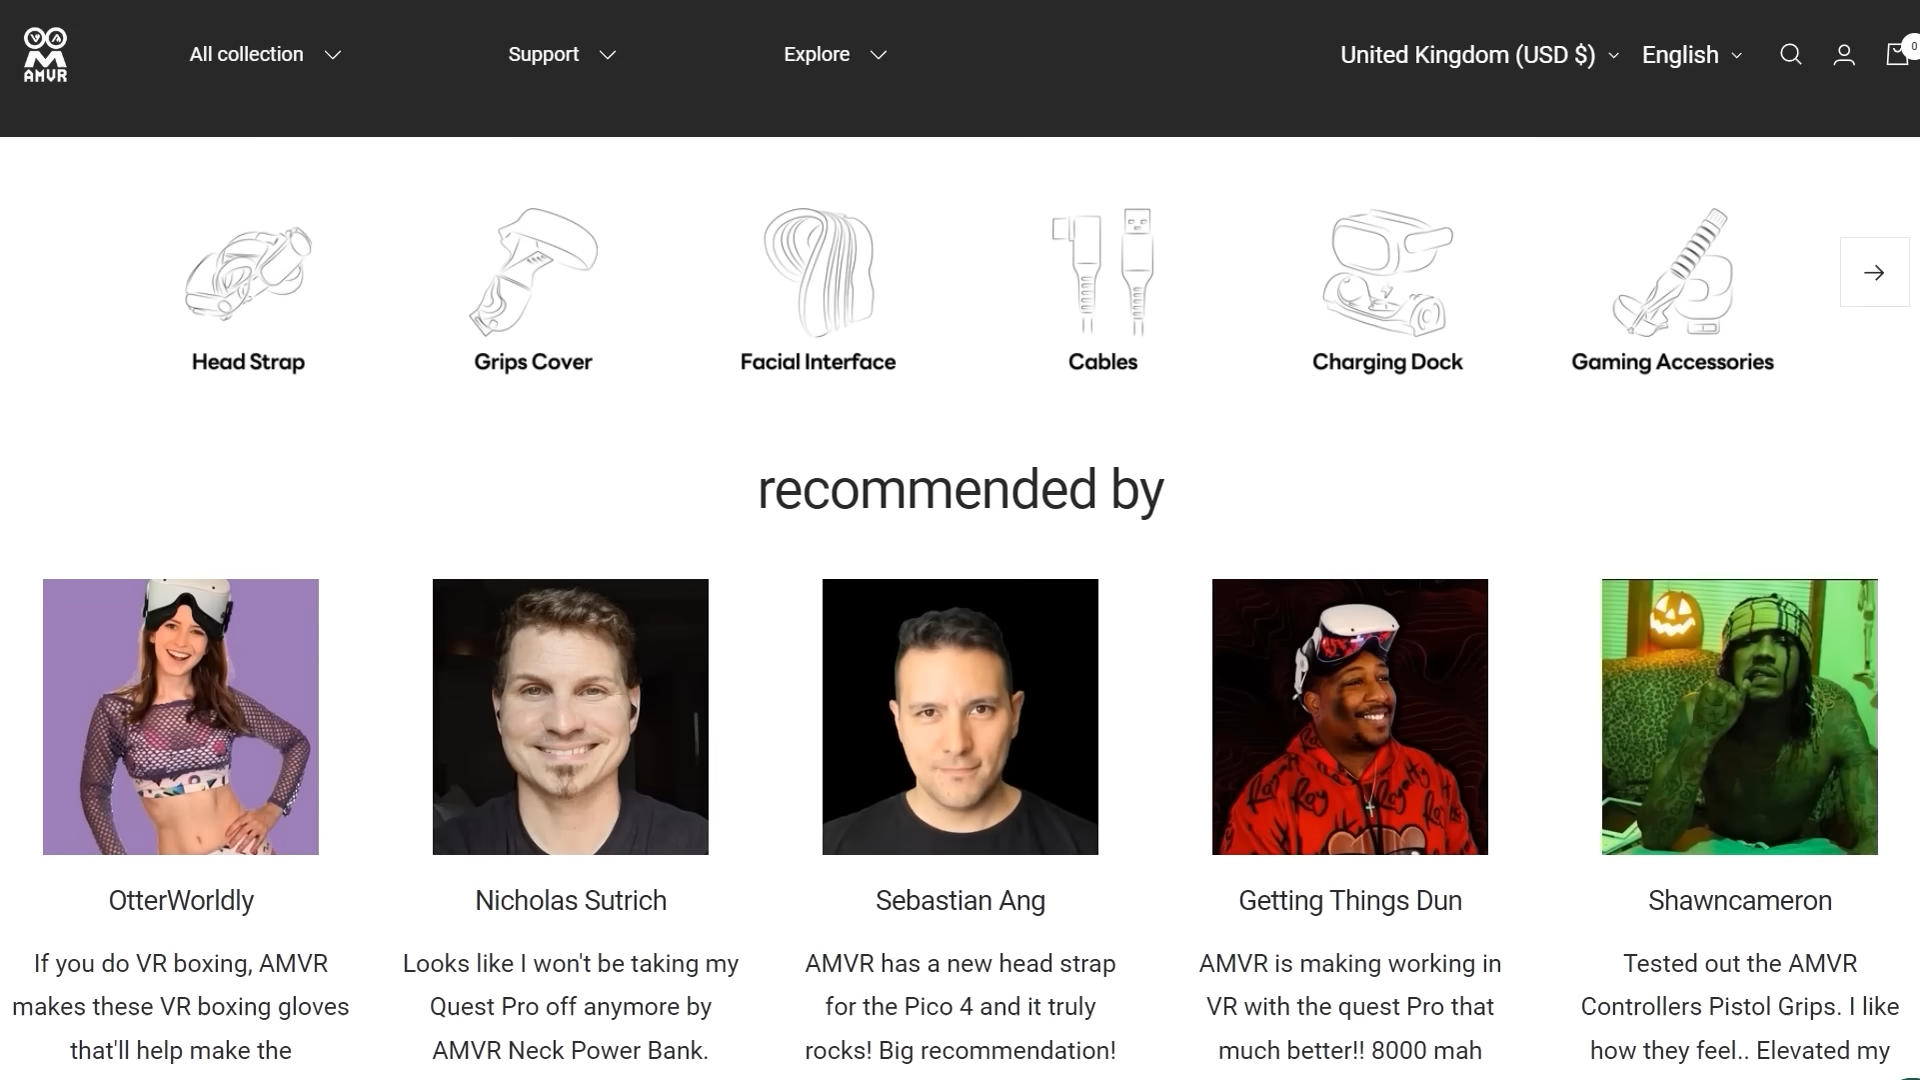 AMVR
All collection
Support
Explore
United Kingdom (USD $)
English
0
Head Strap
Grips Cover
Facial Interface
Cables
Charging Dock
Gaming Accessories
recommended by
OtterWorldly
If you do VR boxing, AMVR
makes these VR boxing gloves
that'll help make the
Nicholas Sutrich
Looks like I won't be taking my
Quest Pro off anymore by
AMVR Neck Power Bank.
Sebastian Ang
AMVR has a new head strap
for the Pico 4 and it truly
rocks! Big recommendation!
Getting Things Dun
AMVR is making working in
VR with the quest Pro that
much better!! 8000 mah
Shawncameron
Tested out the AMVR
Controllers Pistol Grips. I like
how they feel.. Elevated my